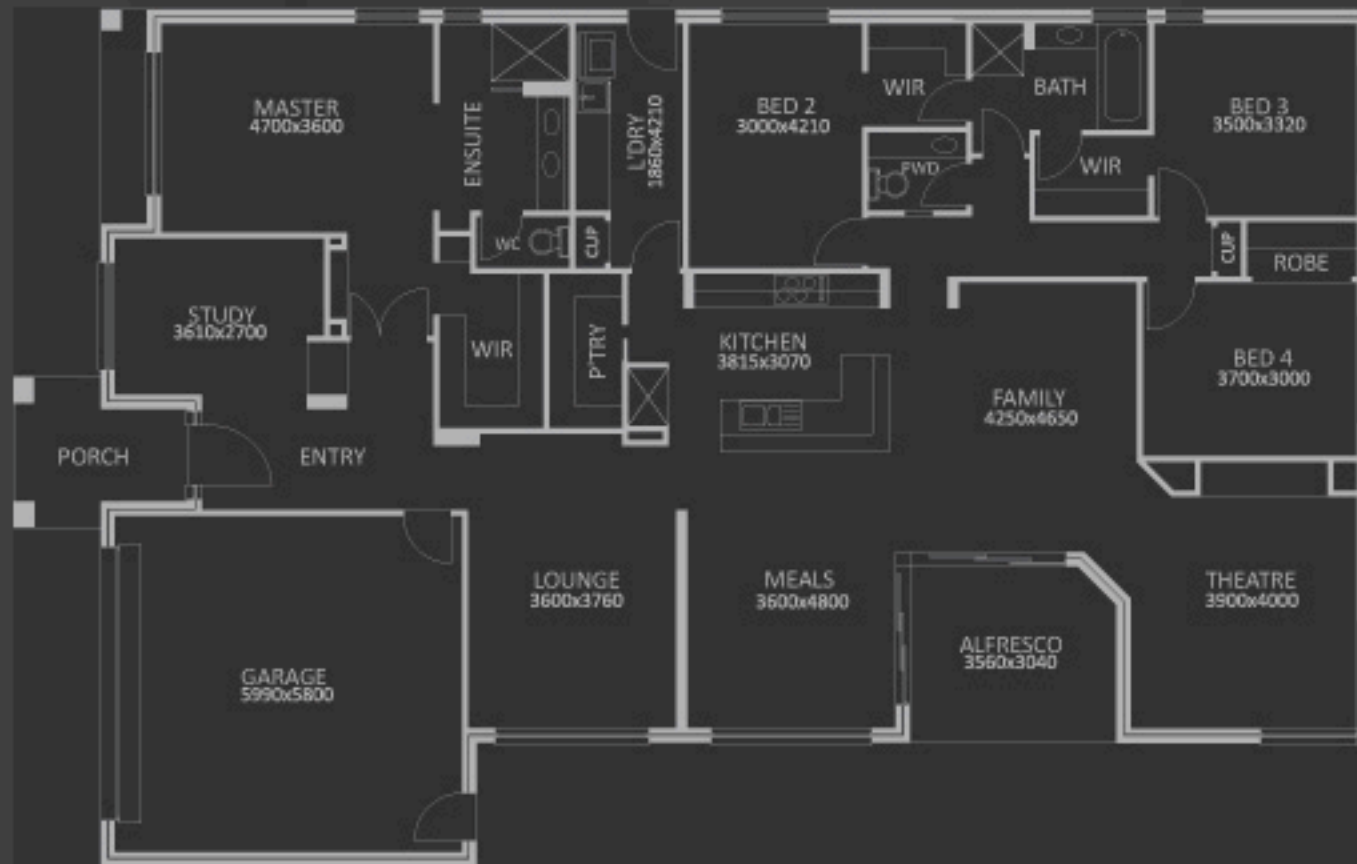 MASTER
4700x3600
ENSUITE
L'DRY
1860x4210
BED 2
3000x4210
WIR
BATH
BED 3
3500x3320
PWD
WIR
WC
CUP
CUP
ROBE
STUDY
3610x2700
WIR
P'TRY
KITCHEN
3815x3070
BED 4
3700x3000
FAMILY
4250x4650
PORCH
ENTRY
LOUNGE
3600x3760
MEALS
3600x4800
THEATRE
3900x4000
ALFRESCO
3560x3040
GARAGE
5990x5800